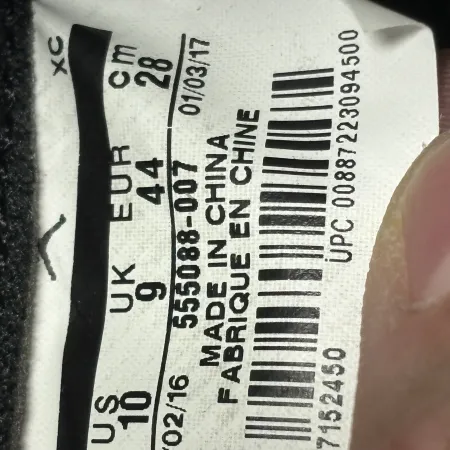 XC
US UK EUR cm
10 9 44 28
/02/16 555088-007 01/03/17
MADE IN CHINA
FABRIQUE EN CHINE
7152450 UPC 00887223094500